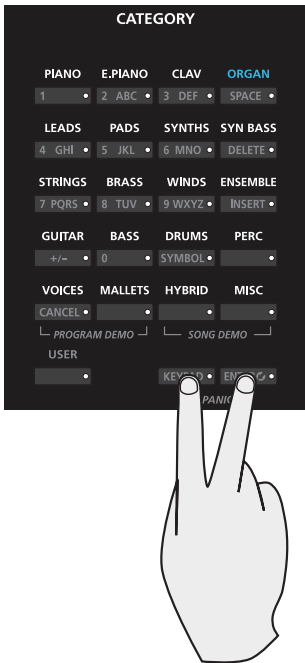 CATEGORY
PIANO E.PIANO CLAV ORGAN
1 2 ABC 3 DEF SPACE
LEADS PADS SYNTHS SYN BASS
4 GHI 5 JKL 6 MNO DELETE
STRINGS BRASS WINDS ENSEMBLE
7 PQRS 8 TUV 9 WXYZ INSERT
GUITAR BASS DRUMS PERC
+/− 0 SYMBOL
VOICES MALLETS HYBRID MISC
CANCEL
PROGRAM DEMO SONG DEMO
USER
PANIC